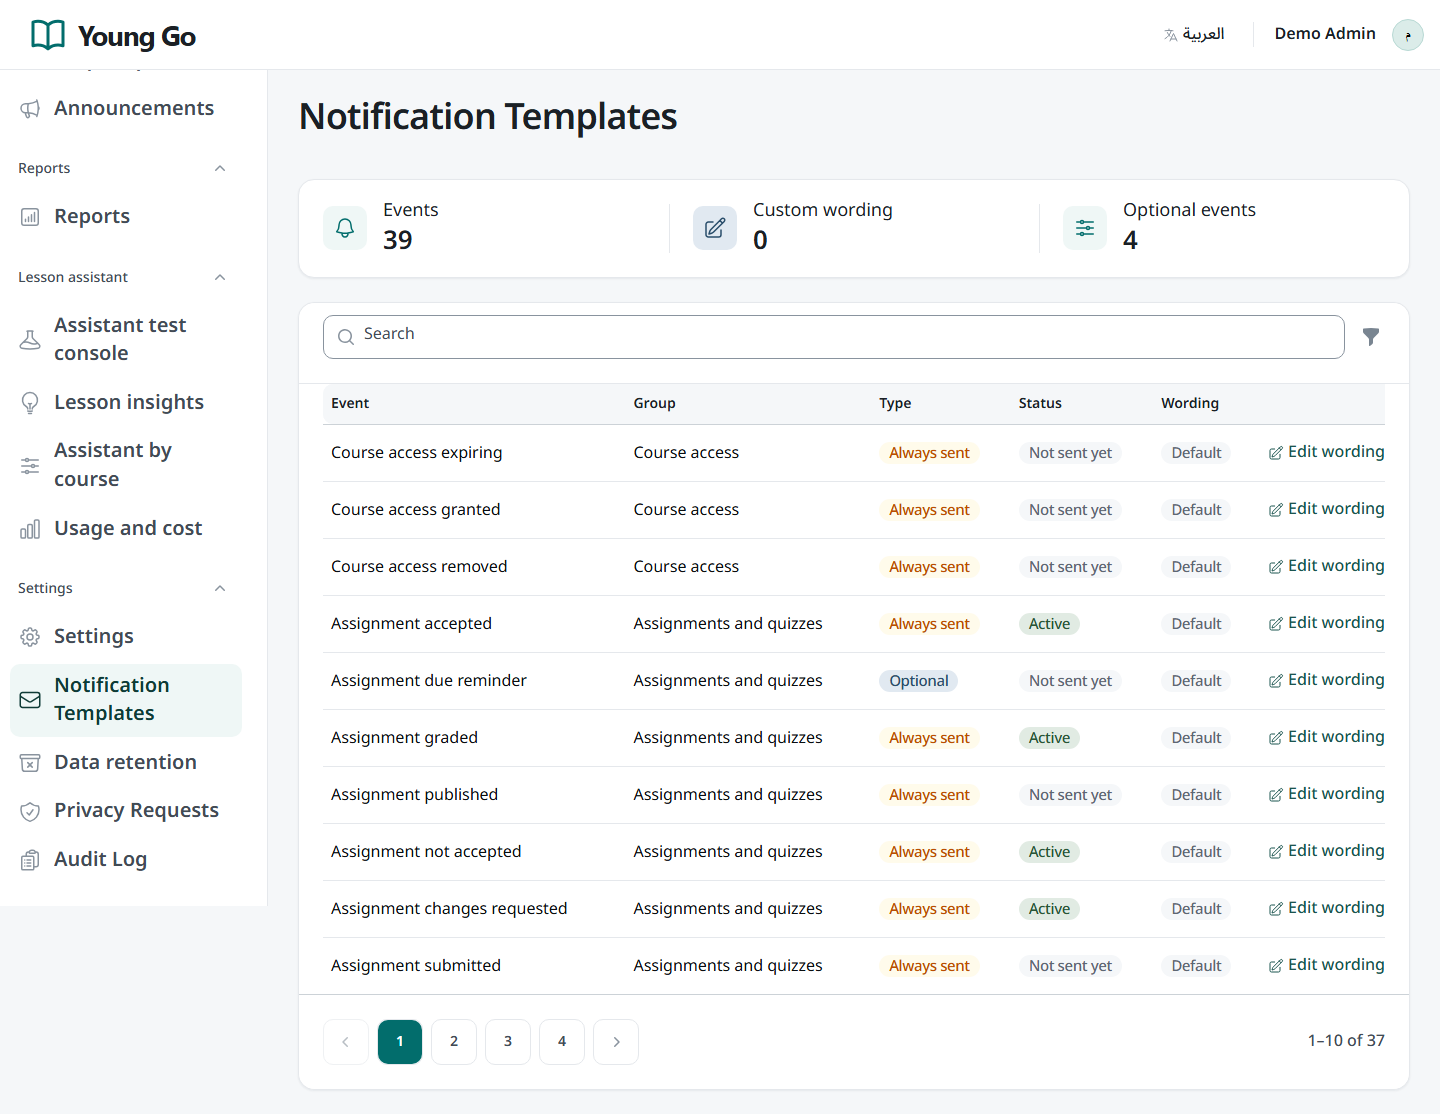 Young Go
العربية
Demo Admin
م
Announcements
Reports
Reports
Lesson assistant
Assistant test
console
Lesson insights
Assistant by
course
Usage and cost
Settings
Settings
Notification
Templates
Data retention
Privacy Requests
Audit Log
Notification Templates
Events
39
Custom wording
0
Optional events
4
Search
Event Group Type Status Wording
Course access expiring Course access Always sent Not sent yet Default Edit wording
Course access granted Course access Always sent Not sent yet Default Edit wording
Course access removed Course access Always sent Not sent yet Default Edit wording
Assignment accepted Assignments and quizzes Always sent Active Default Edit wording
Assignment due reminder Assignments and quizzes Optional Not sent yet Default Edit wording
Assignment graded Assignments and quizzes Always sent Active Default Edit wording
Assignment published Assignments and quizzes Always sent Not sent yet Default Edit wording
Assignment not accepted Assignments and quizzes Always sent Active Default Edit wording
Assignment changes requested Assignments and quizzes Always sent Active Default Edit wording
Assignment submitted Assignments and quizzes Always sent Not sent yet Default Edit wording
1 2 3 4
1–10 of 37